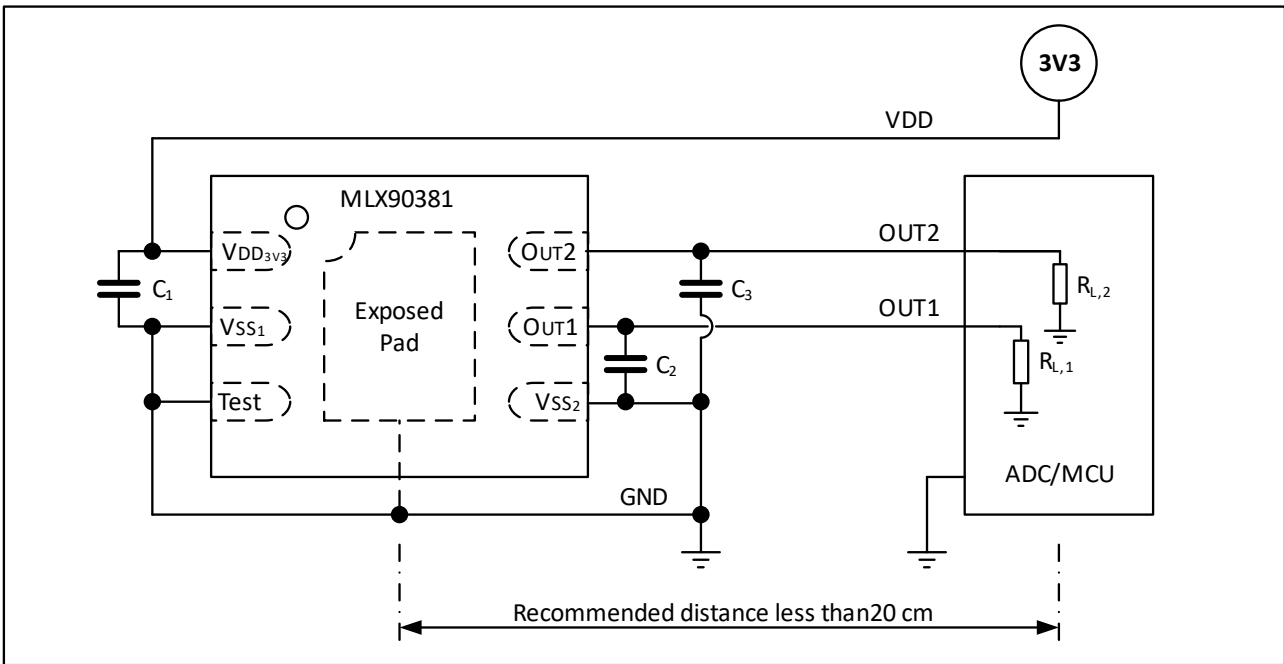 3V3
VDD
MLX90381
VDD3V3
OUT2
OUT2
C1
C3
RL,2
Exposed
Pad
VSS1
OUT1
OUT1
C2
RL,1
Test
VSS2
ADC/MCU
GND
Recommended distance less than20 cm